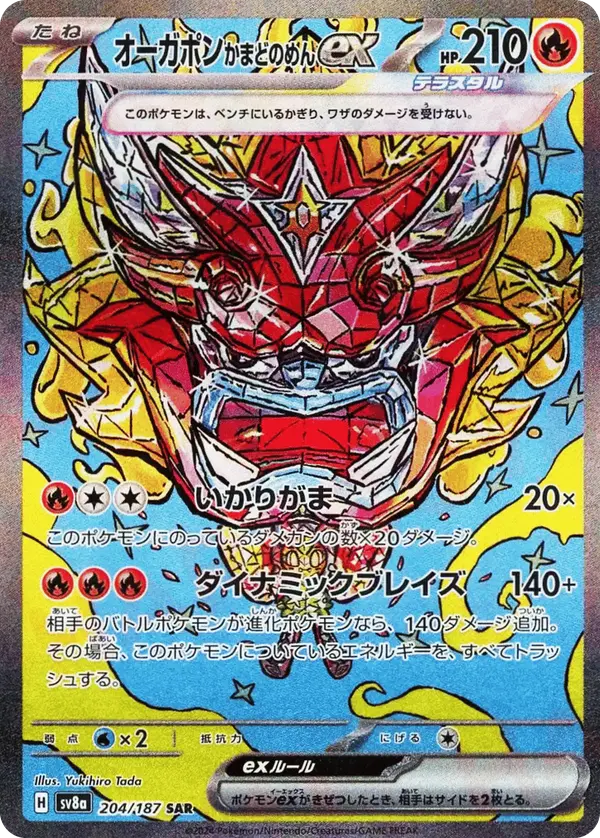 たね オーガポン かまどのめん ex HP 210
テラスタル
このポケモンは、ベンチにいるかぎり、ワザのダメージを受けない。
いかりがま 20×
このポケモンにのっているダメカンの数×20ダメージ。
ダイナミックブレイズ 140+
相手のバトルポケモンが進化ポケモンなら、140ダメージ追加。
その場合、このポケモンについているエネルギーを、すべてトラッ
シュする。
弱点 ×2 抵抗力 にげる
Illus. Yukihiro Tada
exルール
ポケモンexがきぜつしたとき、相手はサイドを2枚とる。
H sv8a 204/187 SAR
©2024 Pokémon/Nintendo/Creatures/GAME FREAK